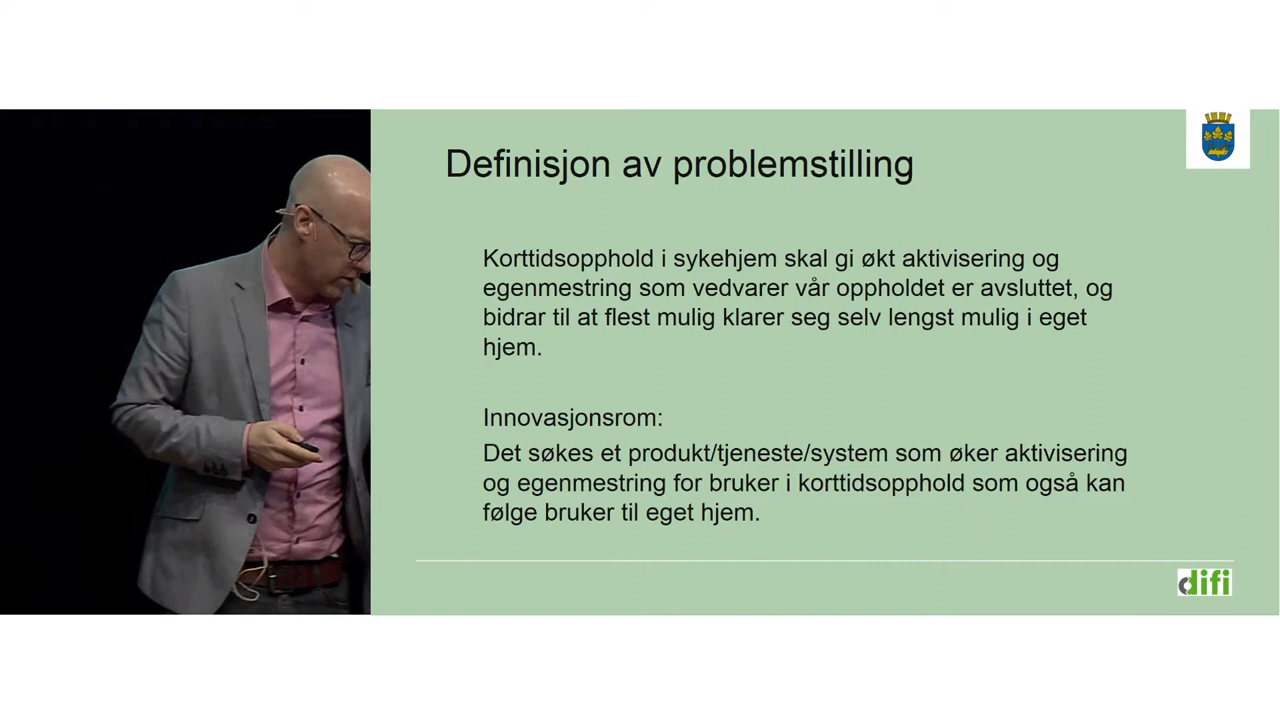 Definisjon av problemstilling
Korttidsopphold i sykehjem skal gi økt aktivisering og
egenmestring som vedvarer vår oppholdet er avsluttet, og
bidrar til at flest mulig klarer seg selv lengst mulig i eget
hjem.
Innovasjonsrom:
Det søkes et produkt/tjeneste/system som øker aktivisering
og egenmestring for bruker i korttidsopphold som også kan
følge bruker til eget hjem.
difi